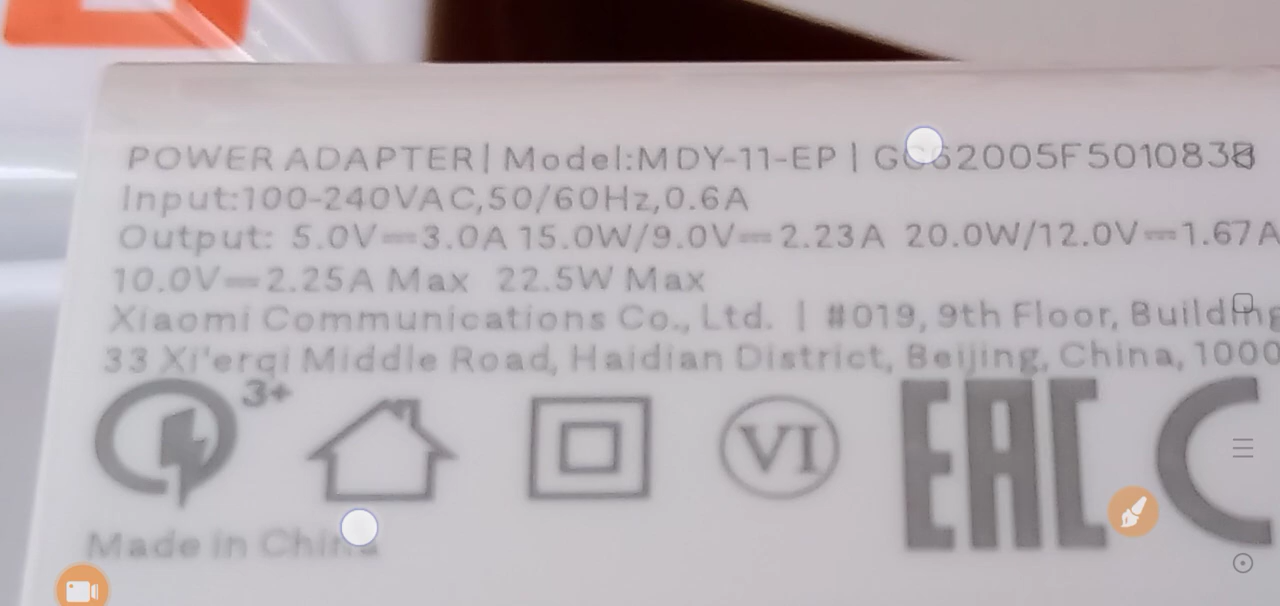 POWER ADAPTER | Model:MDY-11-EP |
Input:100-240VAC,50/60Hz,0.6A
Output: 5.0V⎓3.0A 15.0W/9.0V⎓2.23A 20.0W/12.0V⎓1.67A
10.0V⎓2.25A Max 22.5W Max
Xiaomi Communications Co., Ltd. | #019, 9th Floor, Building
33 Xi'erqi Middle Road, Haidian District, Beijing, China, 1000
3+
VI
EAC
Made in China